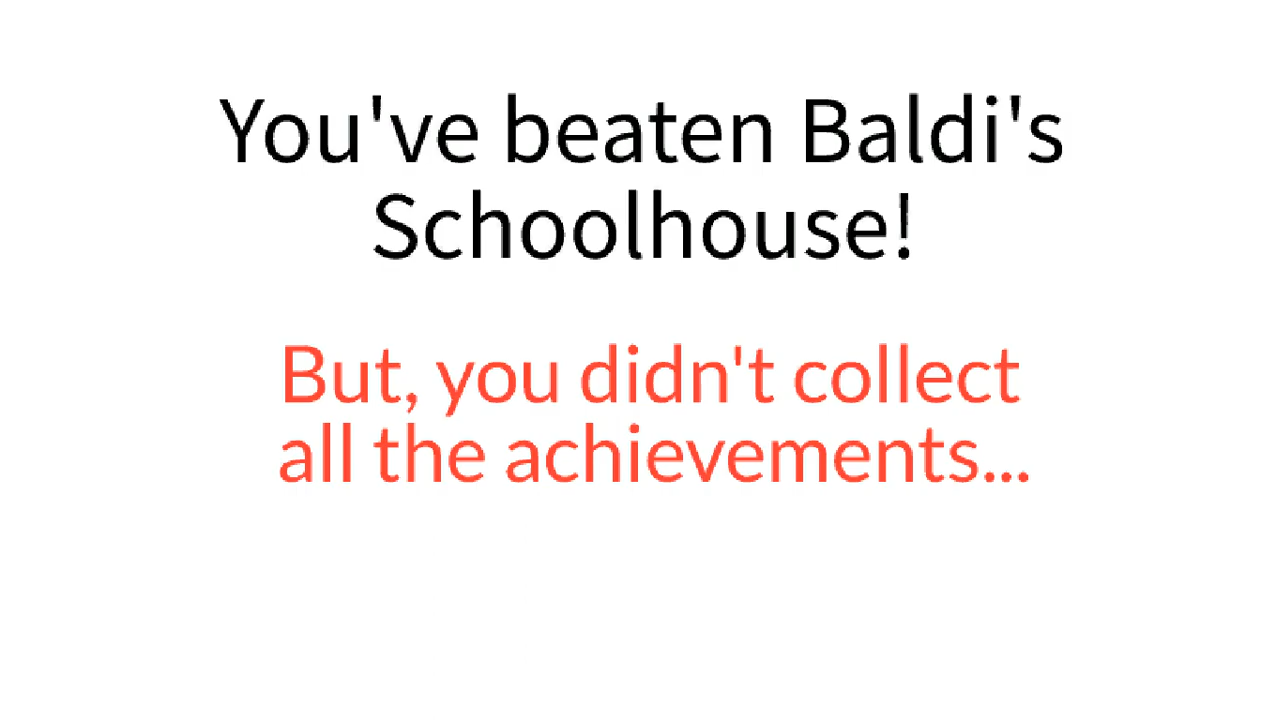 You've beaten Baldi's
Schoolhouse!
But, you didn't collect
all the achievements...